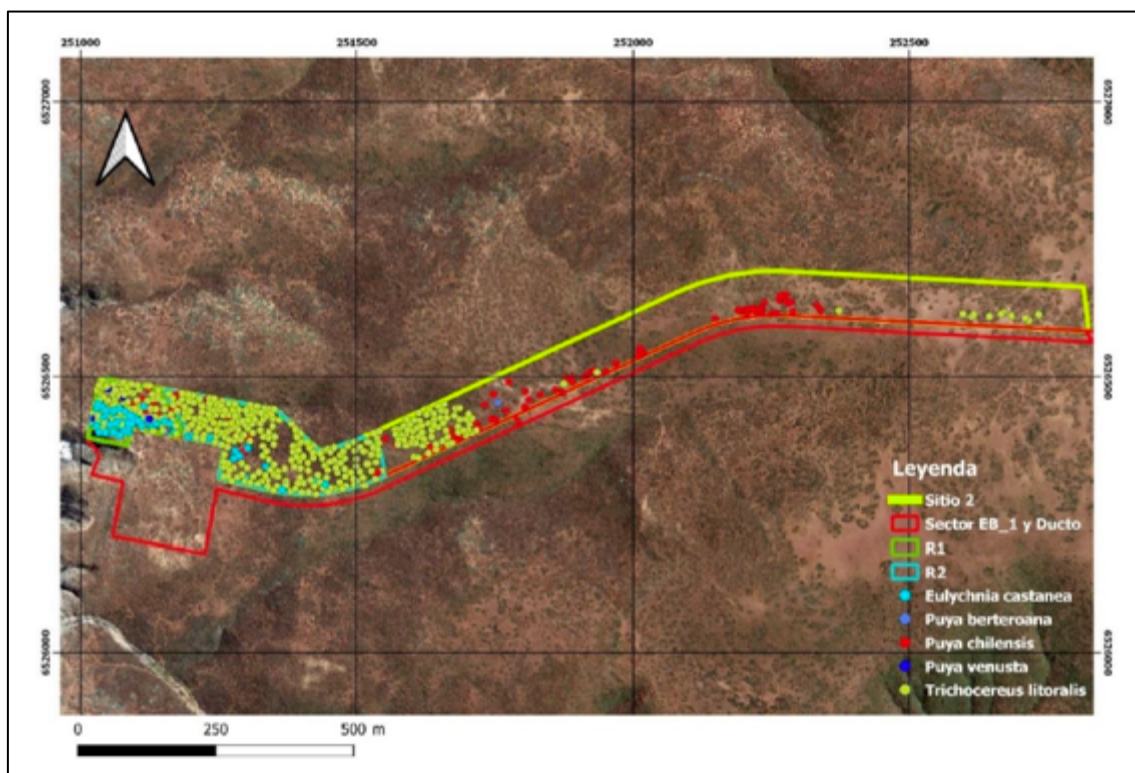 251000 251500 252000 252500
6527000 6527000
6526500 6526500
6526000 6526000
Leyenda
Sitio 2
Sector EB_1 y Ducto
R1
R2
Eulychnia castanea
Puya berteroana
Puya chilensis
Puya venusta
Trichocereus litoralis
0 250 500 m